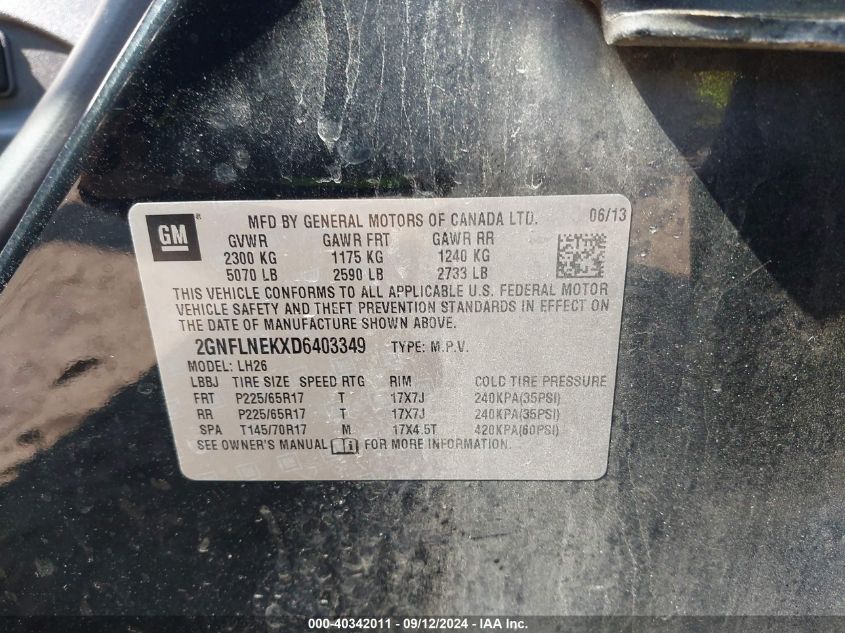 GM ® MFD BY GENERAL MOTORS OF CANADA LTD. 06/13
GVWR GAWR FRT GAWR RR
2300 KG 1175 KG 1240 KG
5070 LB 2590 LB 2733 LB
THIS VEHICLE CONFORMS TO ALL APPLICABLE U.S. FEDERAL MOTOR
VEHICLE SAFETY AND THEFT PREVENTION STANDARDS IN EFFECT ON
THE DATE OF MANUFACTURE SHOWN ABOVE.
2GNFLNEKXD6403349 TYPE: M.P.V.
MODEL: LH26
LBBJ TIRE SIZE SPEED RTG RIM COLD TIRE PRESSURE
FRT P225/65R17 T 17X7J 240KPA(35PSI)
RR P225/65R17 T 17X7J 240KPA(35PSI)
SPA T145/70R17 M 17X4.5T 420KPA(60PSI)
SEE OWNER'S MANUAL FOR MORE INFORMATION.
000-40342011 - 09/12/2024 - IAAI.com